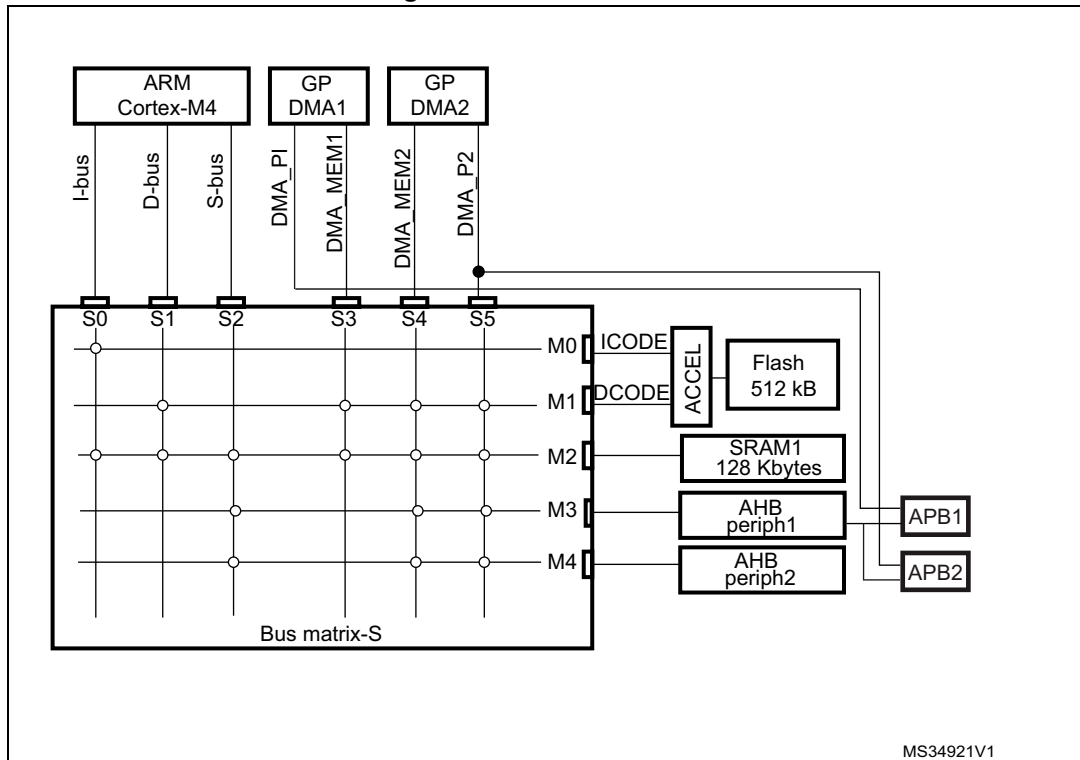 ARM
Cortex-M4
GP
DMA1
GP
DMA2
I-bus
D-bus
S-bus
DMA_PI
DMA_MEM1
DMA_MEM2
DMA_P2
S0
S1
S2
S3
S4
S5
M0
ICODE
M1
DCODE
ACCEL
Flash
512 kB
M2
SRAM1
128 Kbytes
M3
AHB
periph1
APB1
M4
AHB
periph2
APB2
Bus matrix-S
MS34921V1